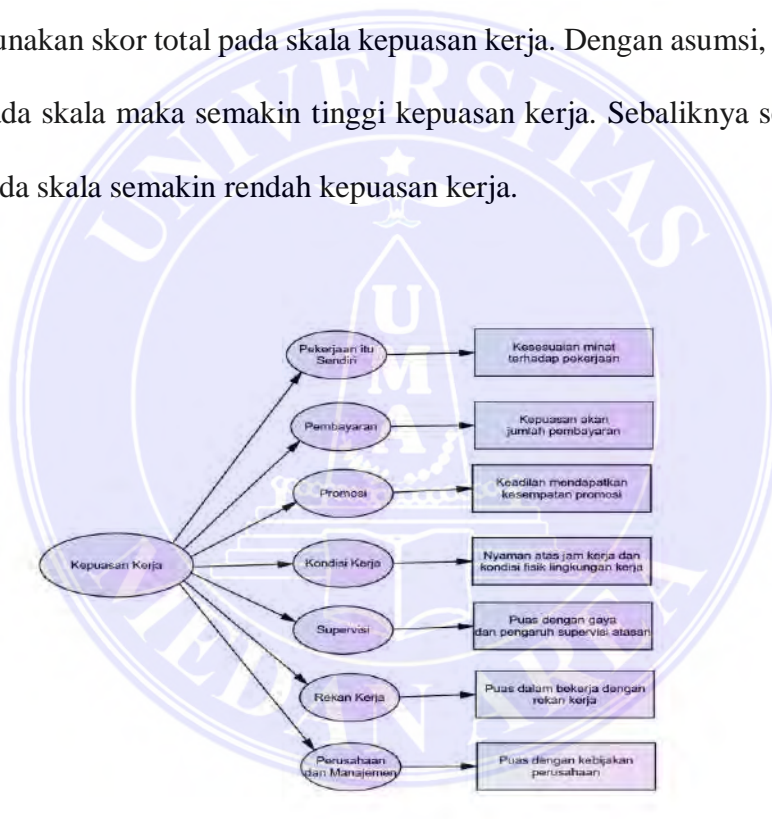 unakan skor total pada skala kepuasan kerja. Dengan asumsi,
da skala maka semakin tinggi kepuasan kerja. Sebaliknya se
da skala semakin rendah kepuasan kerja.
UNIVERSITAS
UMA
MEDAN AREA
Pekerjaan itu
Sendiri
Kesesuaian minat
terhadap pekerjaan
Pembayaran
Kepuasan akan
jumlah pembayaran
Promosi
Keadilan mendapatkan
kesempatan promosi
Kepuasan Kerja
Kondisi Kerja
Nyaman atas jam kerja dan
kondisi fisik lingkungan kerja
Supervisi
Puas dengan gaya
dan pengaruh supervisi atasan
Rekan Kerja
Puas dalam bekerja dengan
rekan kerja
Perusahaan
dan Manajemen
Puas dengan kebijakan
perusahaan